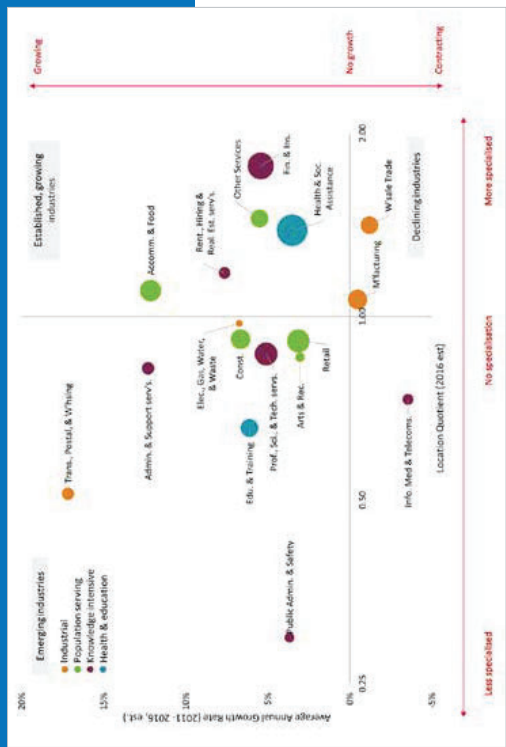 Growing
No growth
Contracting
Emerging industries
Industrial
Population serving
Knowledge intensive
Health & education
Established, growing
industries
Declining industries
20%
15%
10%
5%
0%
-5%
Average Annual Growth Rate (2011- 2016, est.)
0.25
0.50
1.00
2.00
Location Quotient (2016 est)
Trans., Postal, & W'hsing
Admin. & Support serv's.
Accomm. & Food
Rent., Hiring &
Real Est. serv's.
Other Services
Fin. & Ins.
Health & Soc.
Assistance
Elec., Gas, Water,
& Waste
Const.
Edu. & Training
Prof., Sci., & Tech. servs.
Arts & Rec.
Retail
Public Admin. & Safety
M'facturing
W'sale Trade
Info. Med & Telecoms.
Less specialised
No specialisation
More specialised